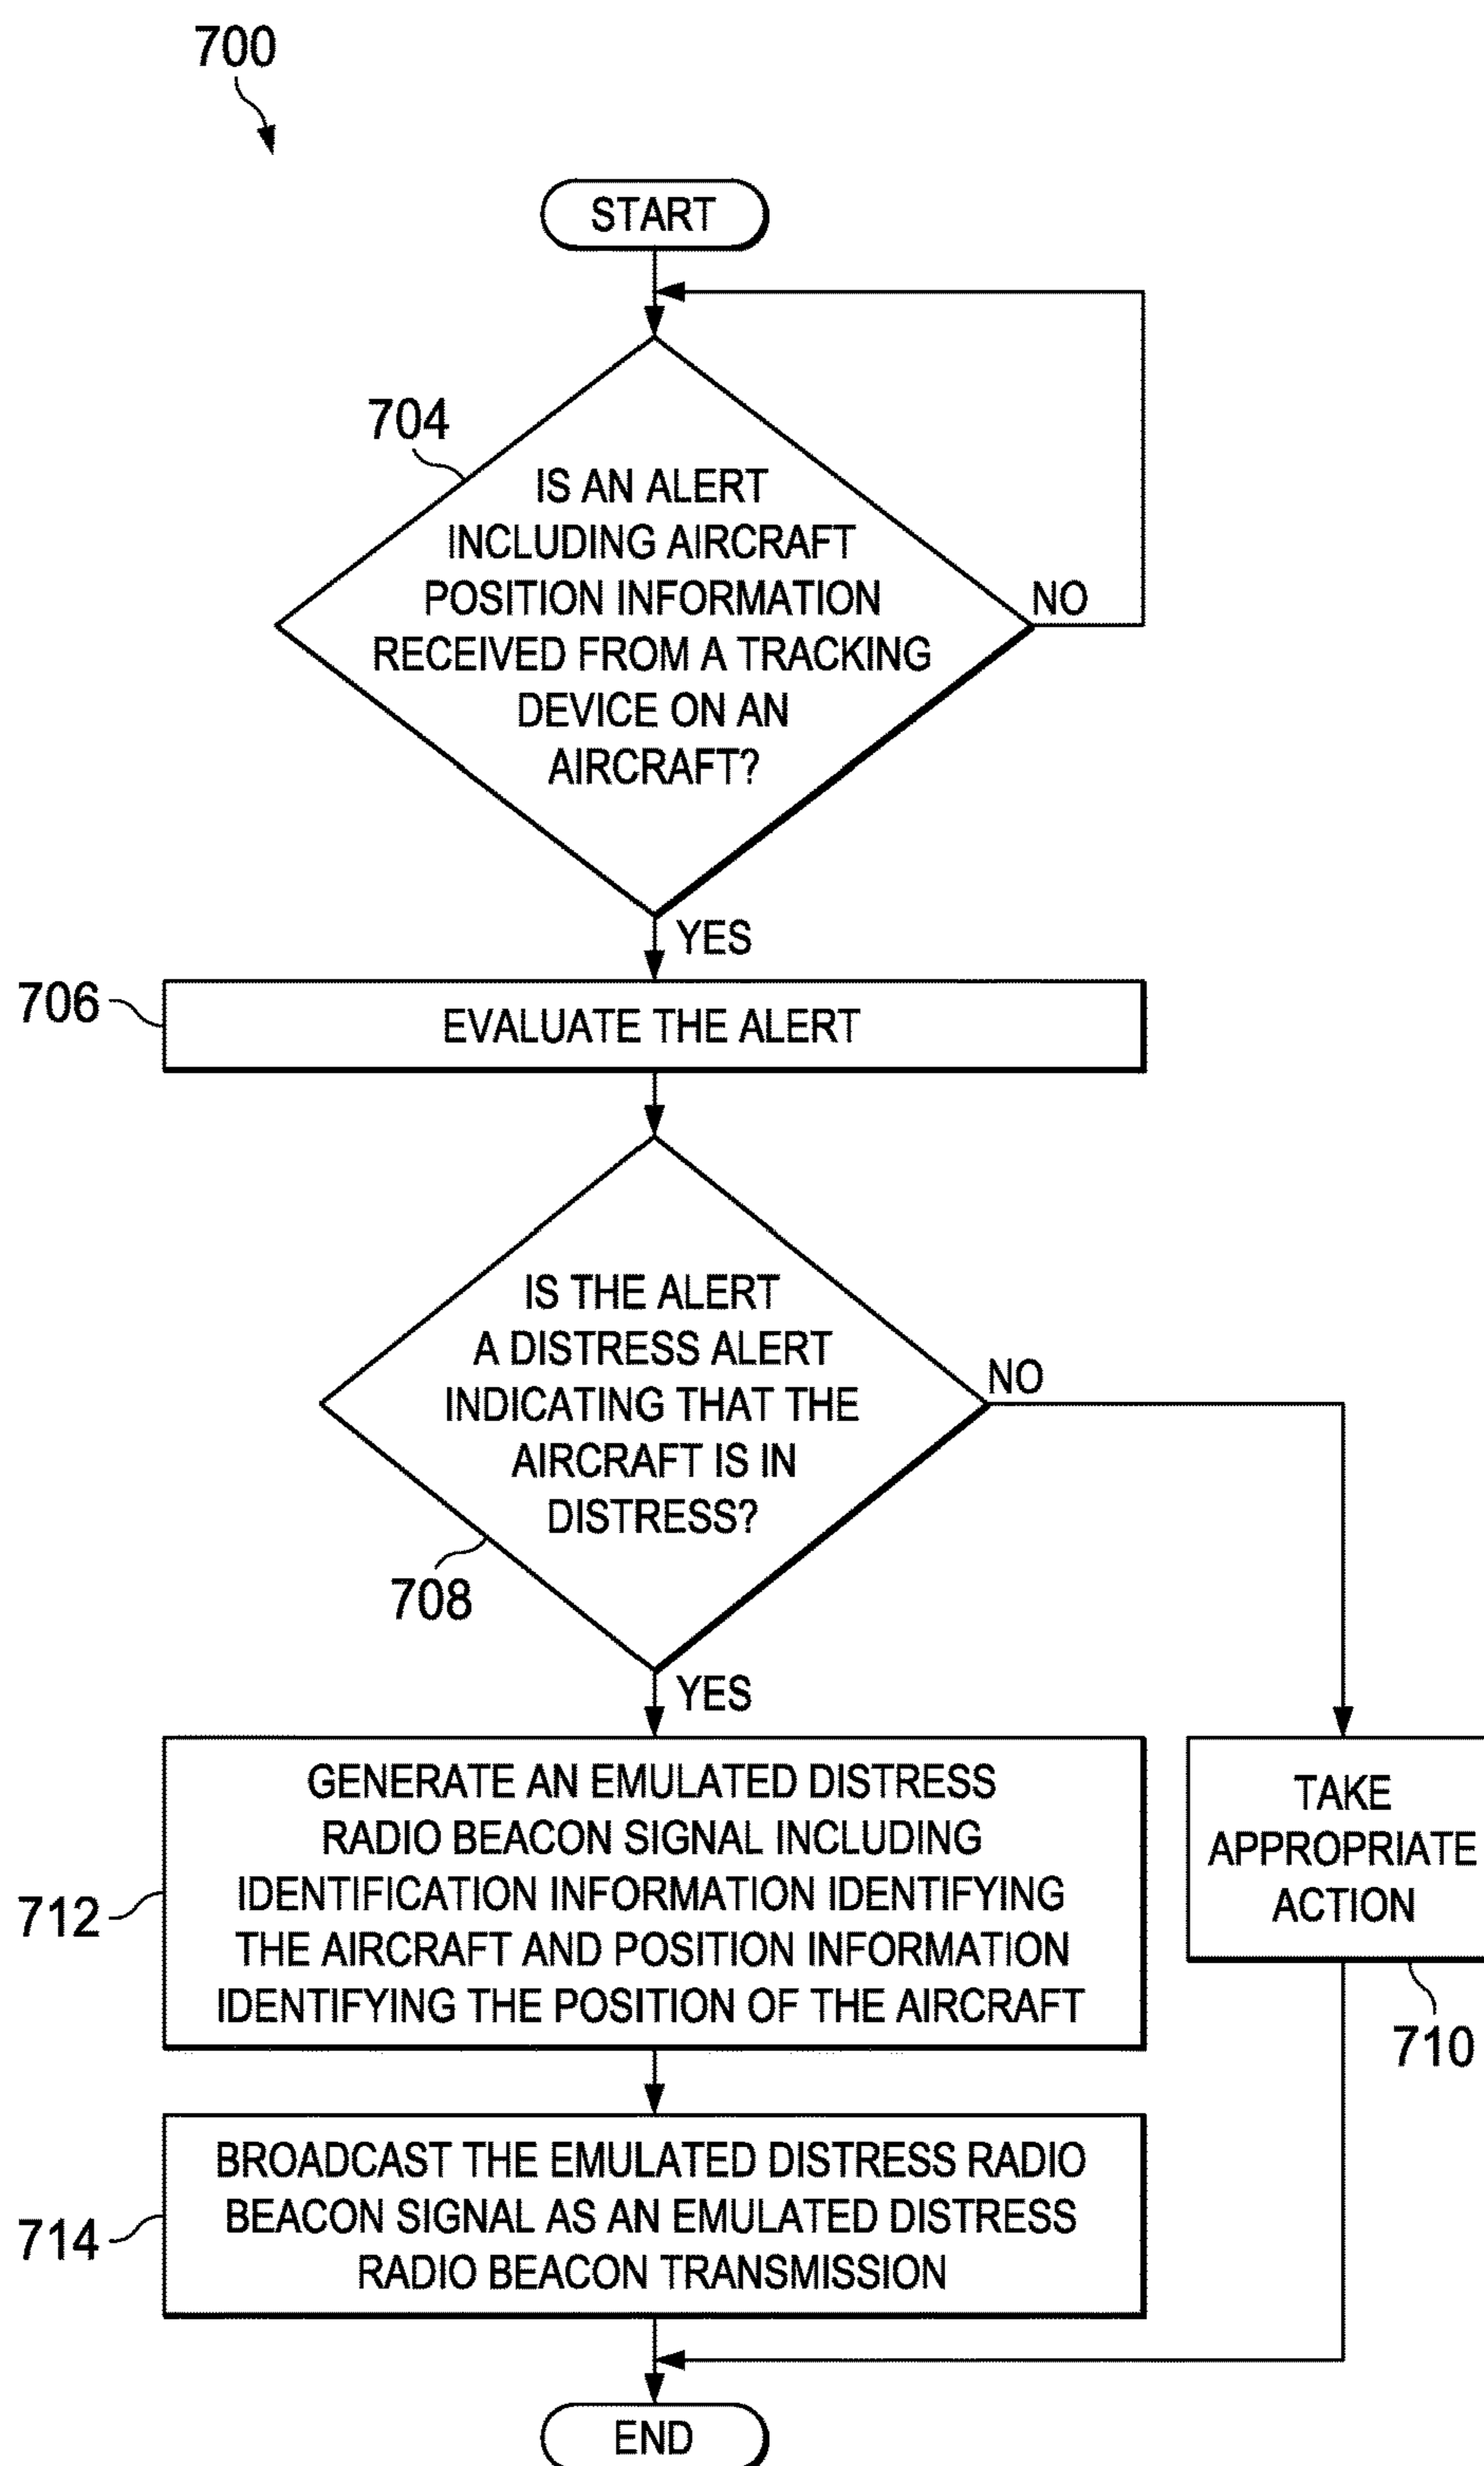 700
START
704
IS AN ALERT
INCLUDING AIRCRAFT
POSITION INFORMATION
RECEIVED FROM A TRACKING
DEVICE ON AN
AIRCRAFT?
NO
YES
706
EVALUATE THE ALERT
IS THE ALERT
A DISTRESS ALERT
INDICATING THAT THE
AIRCRAFT IS IN
DISTRESS?
NO
708
YES
712
GENERATE AN EMULATED DISTRESS
RADIO BEACON SIGNAL INCLUDING
IDENTIFICATION INFORMATION IDENTIFYING
THE AIRCRAFT AND POSITION INFORMATION
IDENTIFYING THE POSITION OF THE AIRCRAFT
TAKE
APPROPRIATE
ACTION
710
714
BROADCAST THE EMULATED DISTRESS RADIO
BEACON SIGNAL AS AN EMULATED DISTRESS
RADIO BEACON TRANSMISSION
END